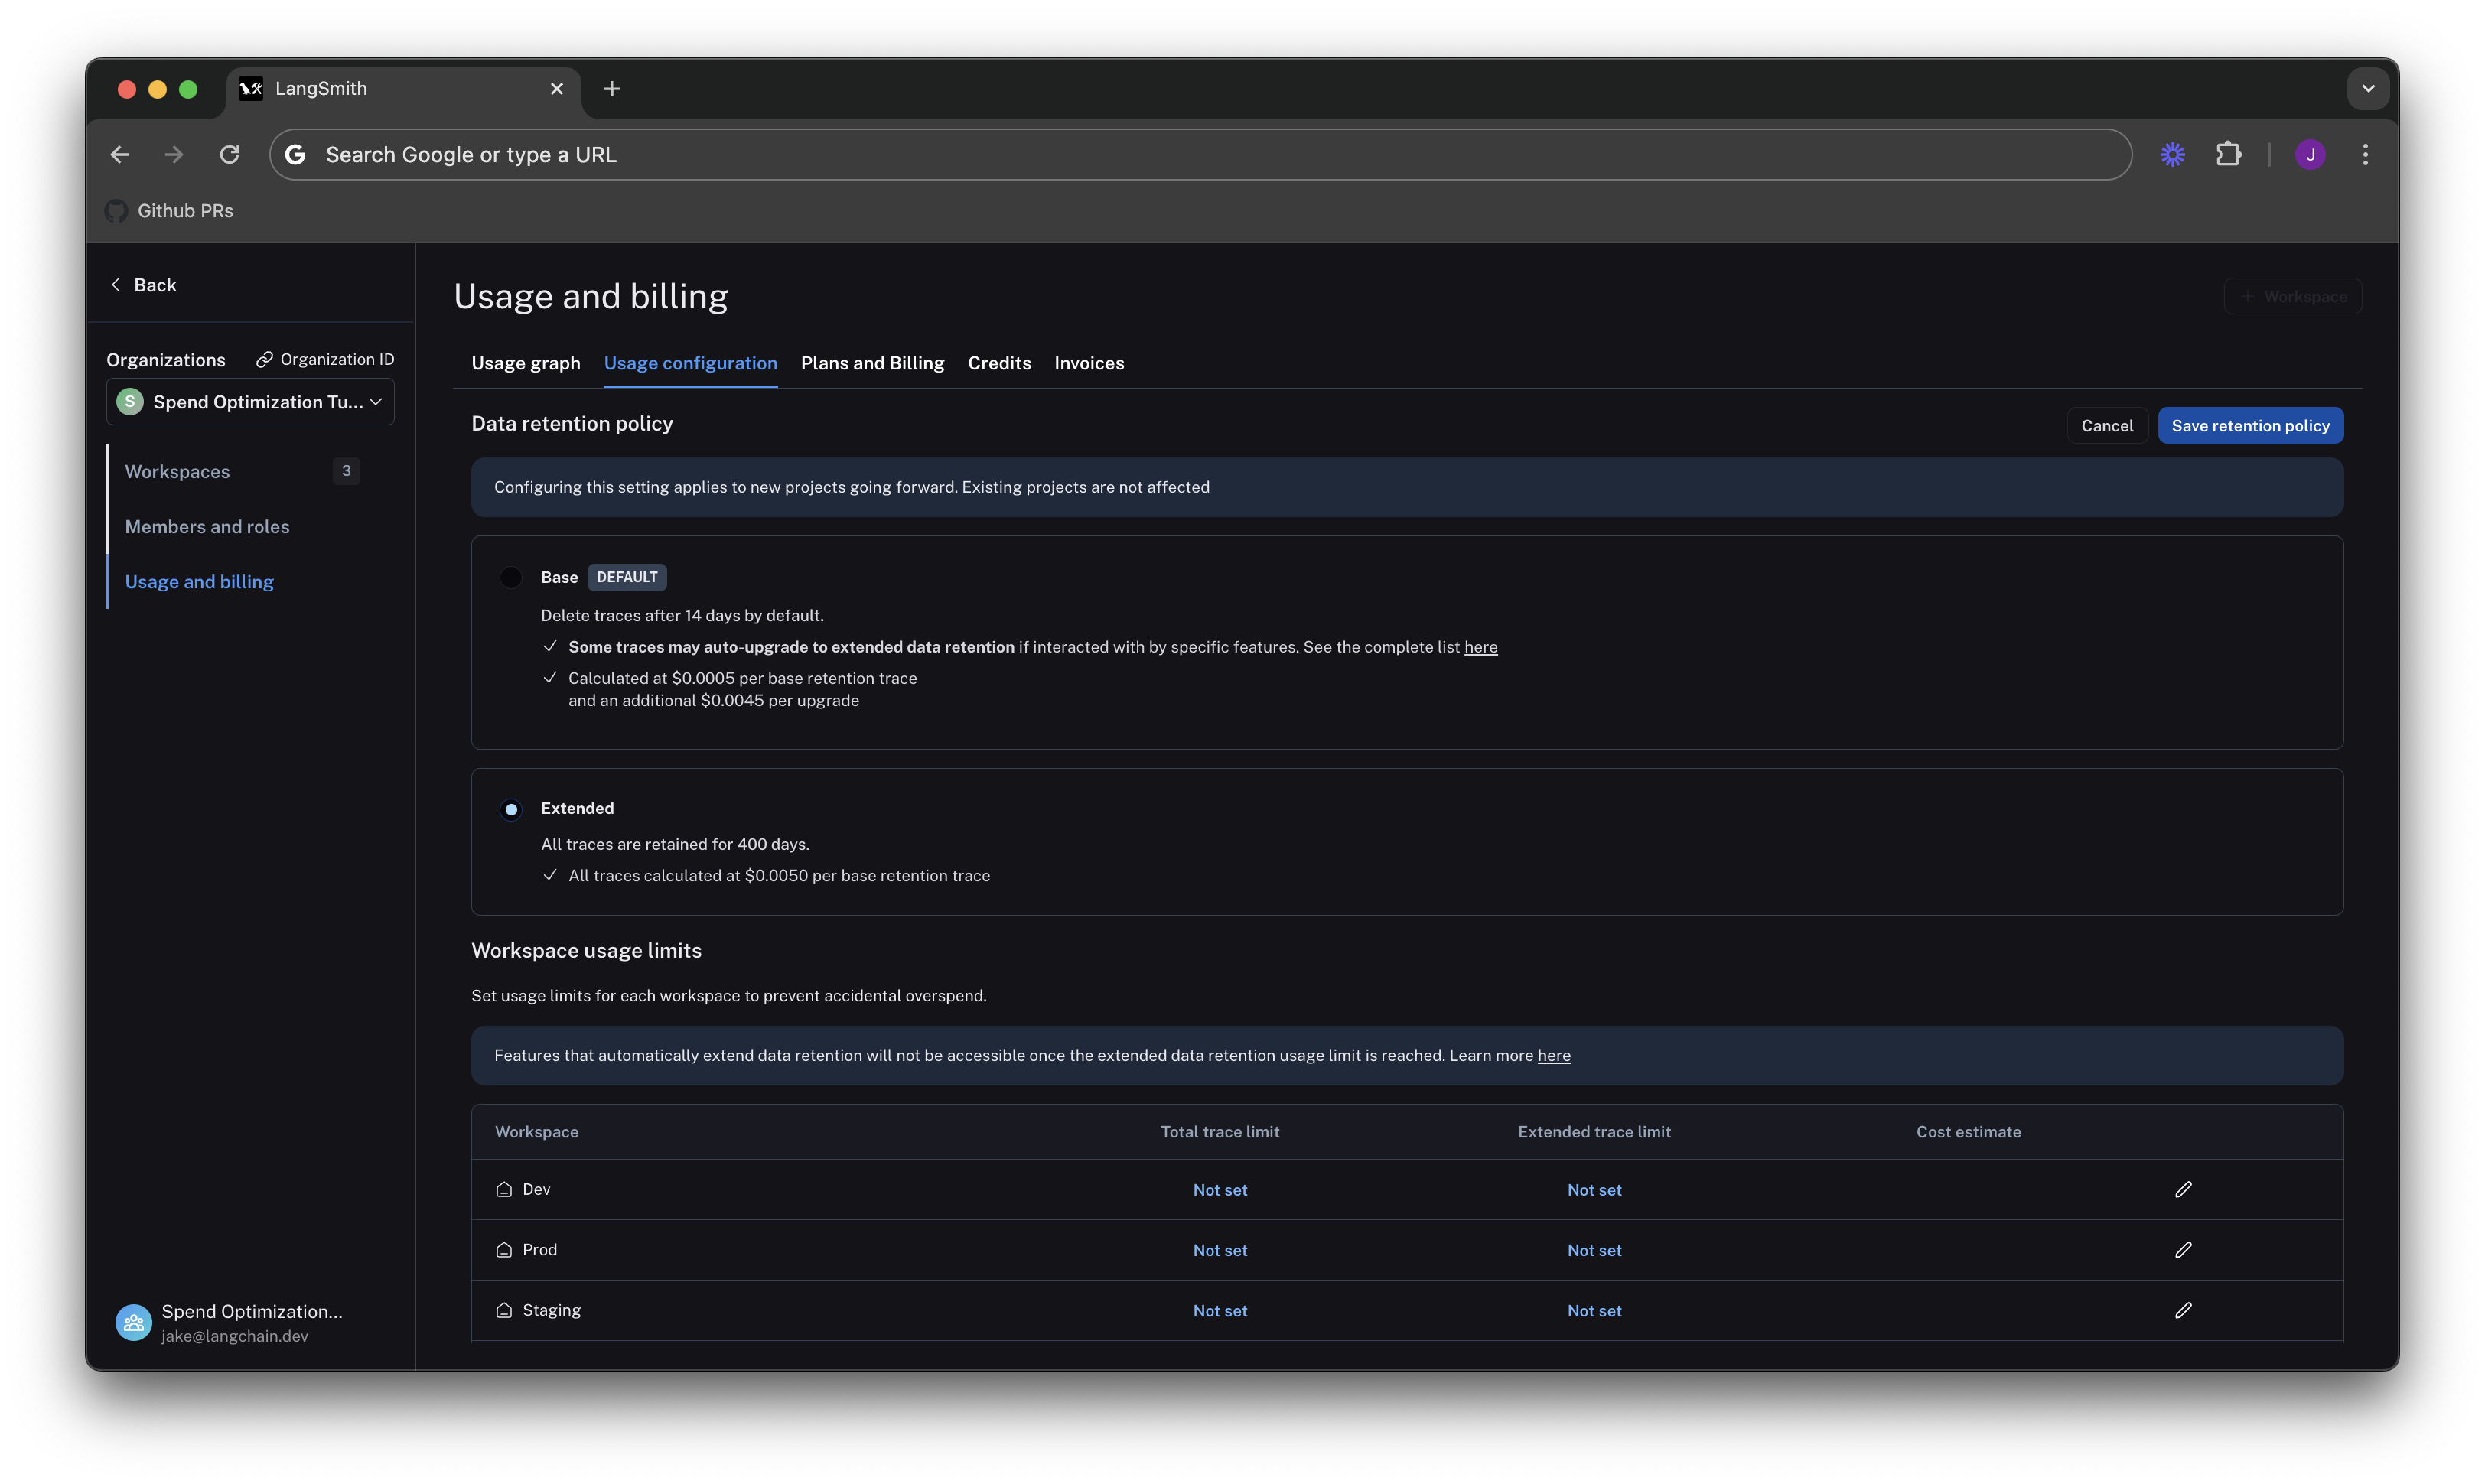 LangSmith
Search Google or type a URL
J
Github PRs
Back
Usage and billing
+ Workspace
Organizations
Organization ID
S Spend Optimization Tu...
Usage graph
Usage configuration
Plans and Billing
Credits
Invoices
Workspaces
3
Members and roles
Usage and billing
Data retention policy
Cancel
Save retention policy
Configuring this setting applies to new projects going forward. Existing projects are not affected
Base DEFAULT
Delete traces after 14 days by default.
Some traces may auto-upgrade to extended data retention if interacted with by specific features. See the complete list here
Calculated at $0.0005 per base retention trace
and an additional $0.0045 per upgrade
Extended
All traces are retained for 400 days.
All traces calculated at $0.0050 per base retention trace
Workspace usage limits
Set usage limits for each workspace to prevent accidental overspend.
Features that automatically extend data retention will not be accessible once the extended data retention usage limit is reached. Learn more here
Workspace Total trace limit Extended trace limit Cost estimate
Dev Not set Not set
Prod Not set Not set
Staging Not set Not set
Spend Optimization...
jake@langchain.dev